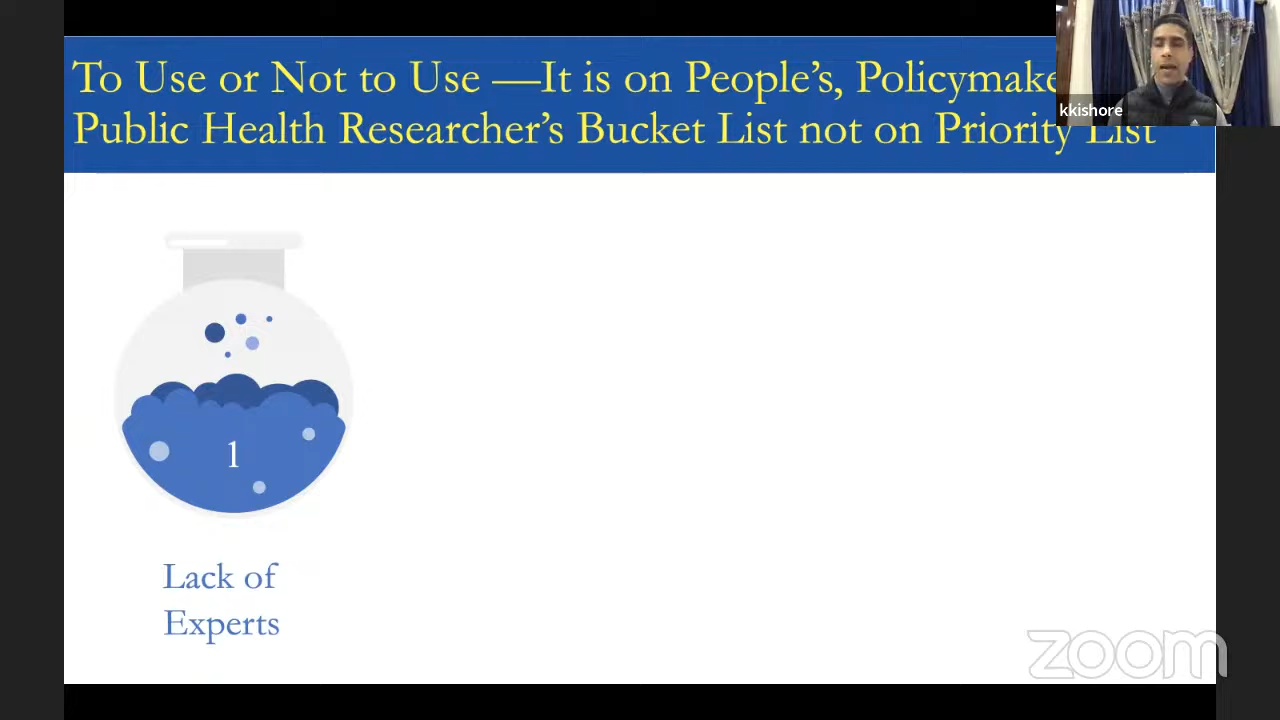 To Use or Not to Use —It is on People's, Policymake
Public Health Researcher's Bucket List not on Priority List
kkishore
1
Lack of
Experts
zoom